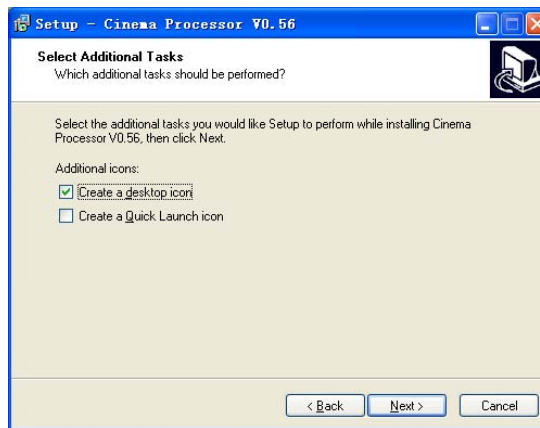 Setup - Cinema Processor V0.56
Select Additional Tasks
Which additional tasks should be performed?
Select the additional tasks you would like Setup to perform while installing Cinema
Processor V0.56, then click Next.
Additional icons:
Create a desktop icon
Create a Quick Launch icon
< Back Next > Cancel